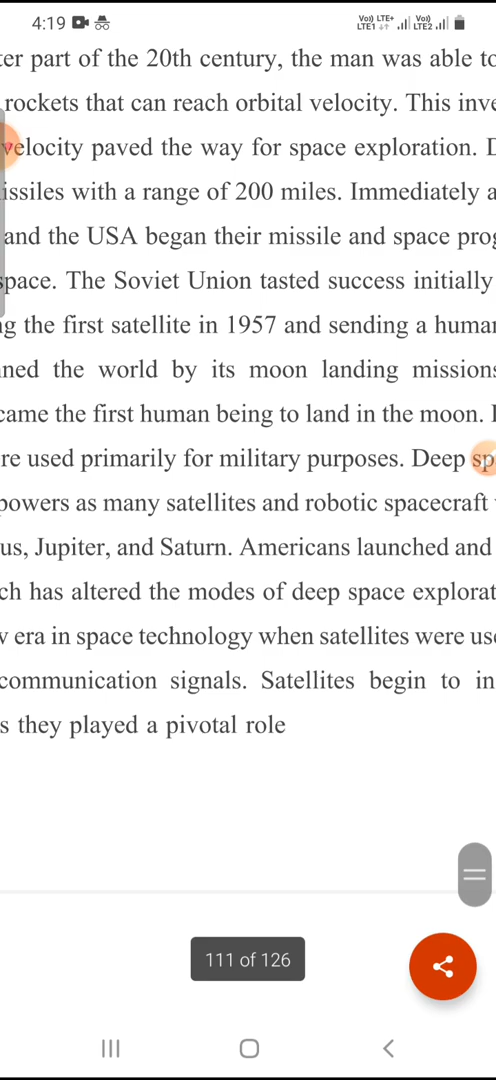 4:19
Vo)) LTE+ LTE1 Vo)) LTE2
ter part of the 20th century, the man was able to
rockets that can reach orbital velocity. This inve
velocity paved the way for space exploration. D
issiles with a range of 200 miles. Immediately a
and the USA began their missile and space prog
space. The Soviet Union tasted success initially
g the first satellite in 1957 and sending a human
ned the world by its moon landing missions
came the first human being to land in the moon.
re used primarily for military purposes. Deep sp
powers as many satellites and robotic spacecraft
us, Jupiter, and Saturn. Americans launched and
ch has altered the modes of deep space explorat
era in space technology when satellites were use
communication signals. Satellites begin to in
s they played a pivotal role
111 of 126